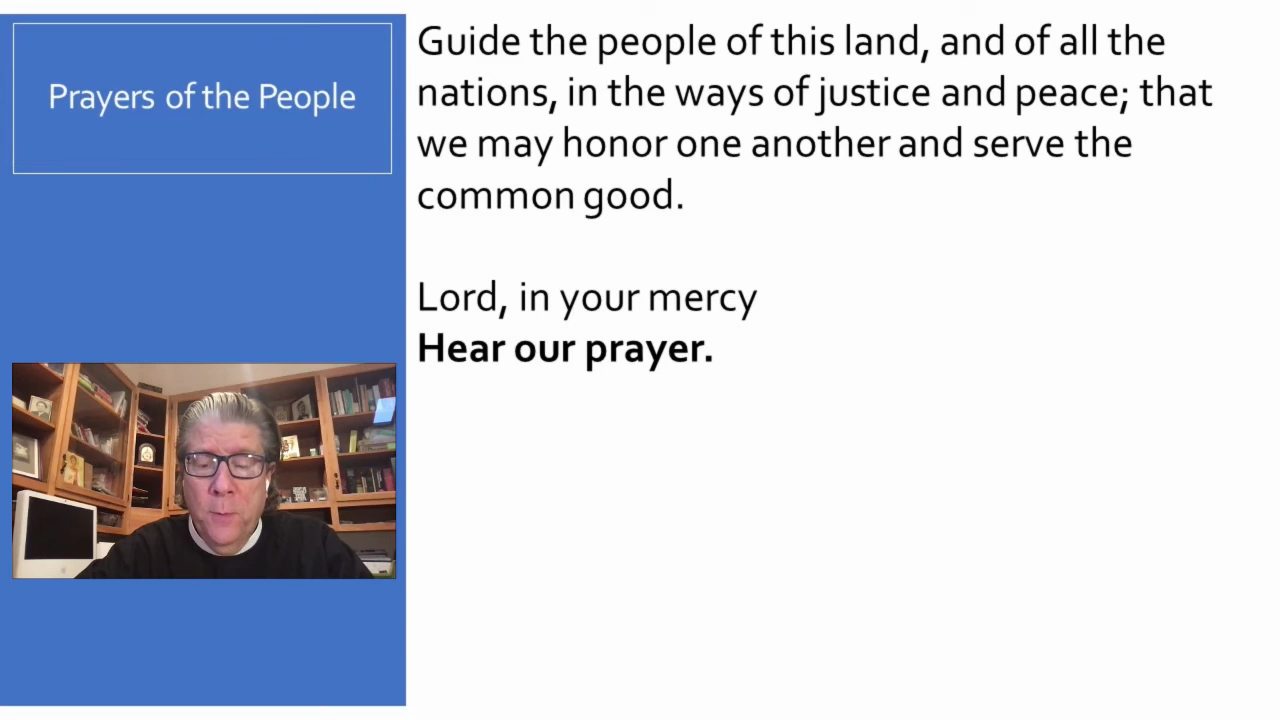 Prayers of the People
Guide the people of this land, and of all the
nations, in the ways of justice and peace; that
we may honor one another and serve the
common good.
Lord, in your mercy
Hear our prayer.